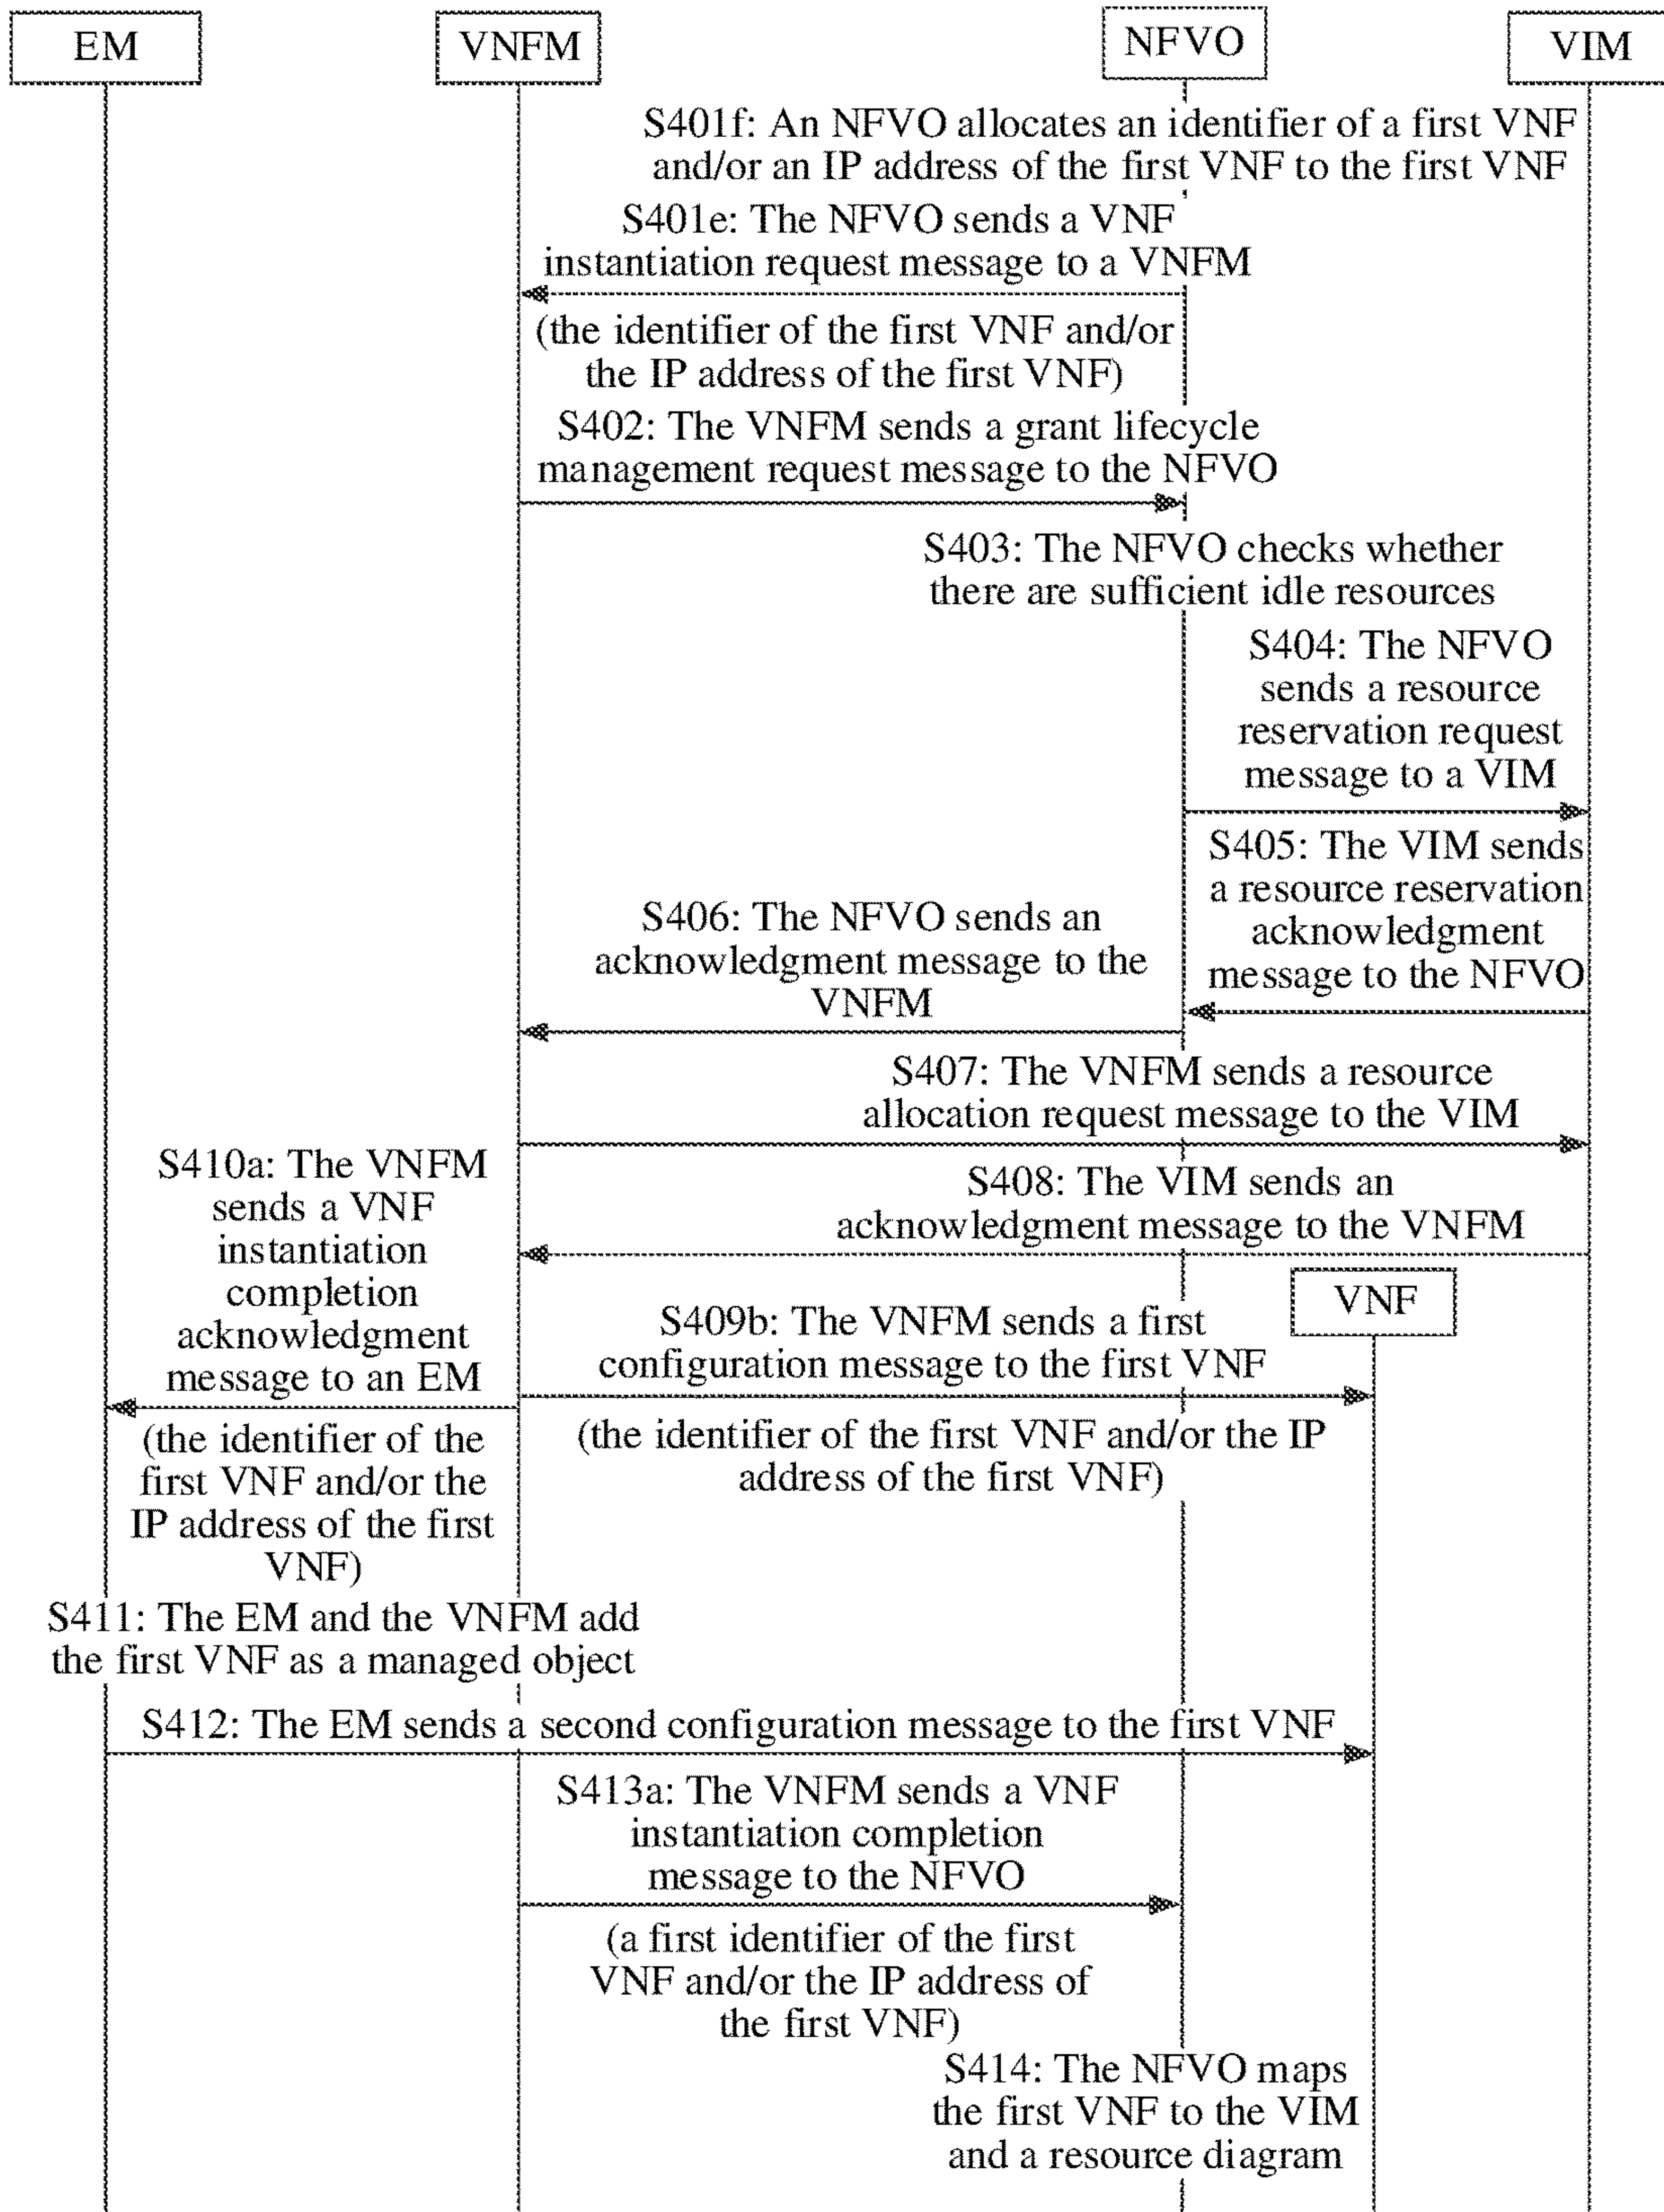 EM
VNFM
NFVO
VIM
S401f: An NFVO allocates an identifier of a first VNF
and/or an IP address of the first VNF to the first VNF
S401e: The NFVO sends a VNF
instantiation request message to a VNFM
(the identifier of the first VNF and/or
the IP address of the first VNF)
S402: The VNFM sends a grant lifecycle
management request message to the NFVO
S403: The NFVO checks whether
there are sufficient idle resources
S404: The NFVO
sends a resource
reservation request
message to a VIM
S405: The VIM sends
a resource reservation
acknowledgment
message to the NFVO
S406: The NFVO sends an
acknowledgment message to the
VNFM
S407: The VNFM sends a resource
allocation request message to the VIM
S408: The VIM sends an
acknowledgment message to the VNFM
S410a: The VNFM
sends a VNF
instantiation
completion
acknowledgment
message to an EM
(the identifier of the
first VNF and/or the
IP address of the first
VNF)
VNF
S409b: The VNFM sends a first
configuration message to the first VNF
(the identifier of the first VNF and/or the IP
address of the first VNF)
S411: The EM and the VNFM add
the first VNF as a managed object
S412: The EM sends a second configuration message to the first VNF
S413a: The VNFM sends a VNF
instantiation completion
message to the NFVO
(a first identifier of the first
VNF and/or the IP address of
the first VNF)
S414: The NFVO maps
the first VNF to the VIM
and a resource diagram